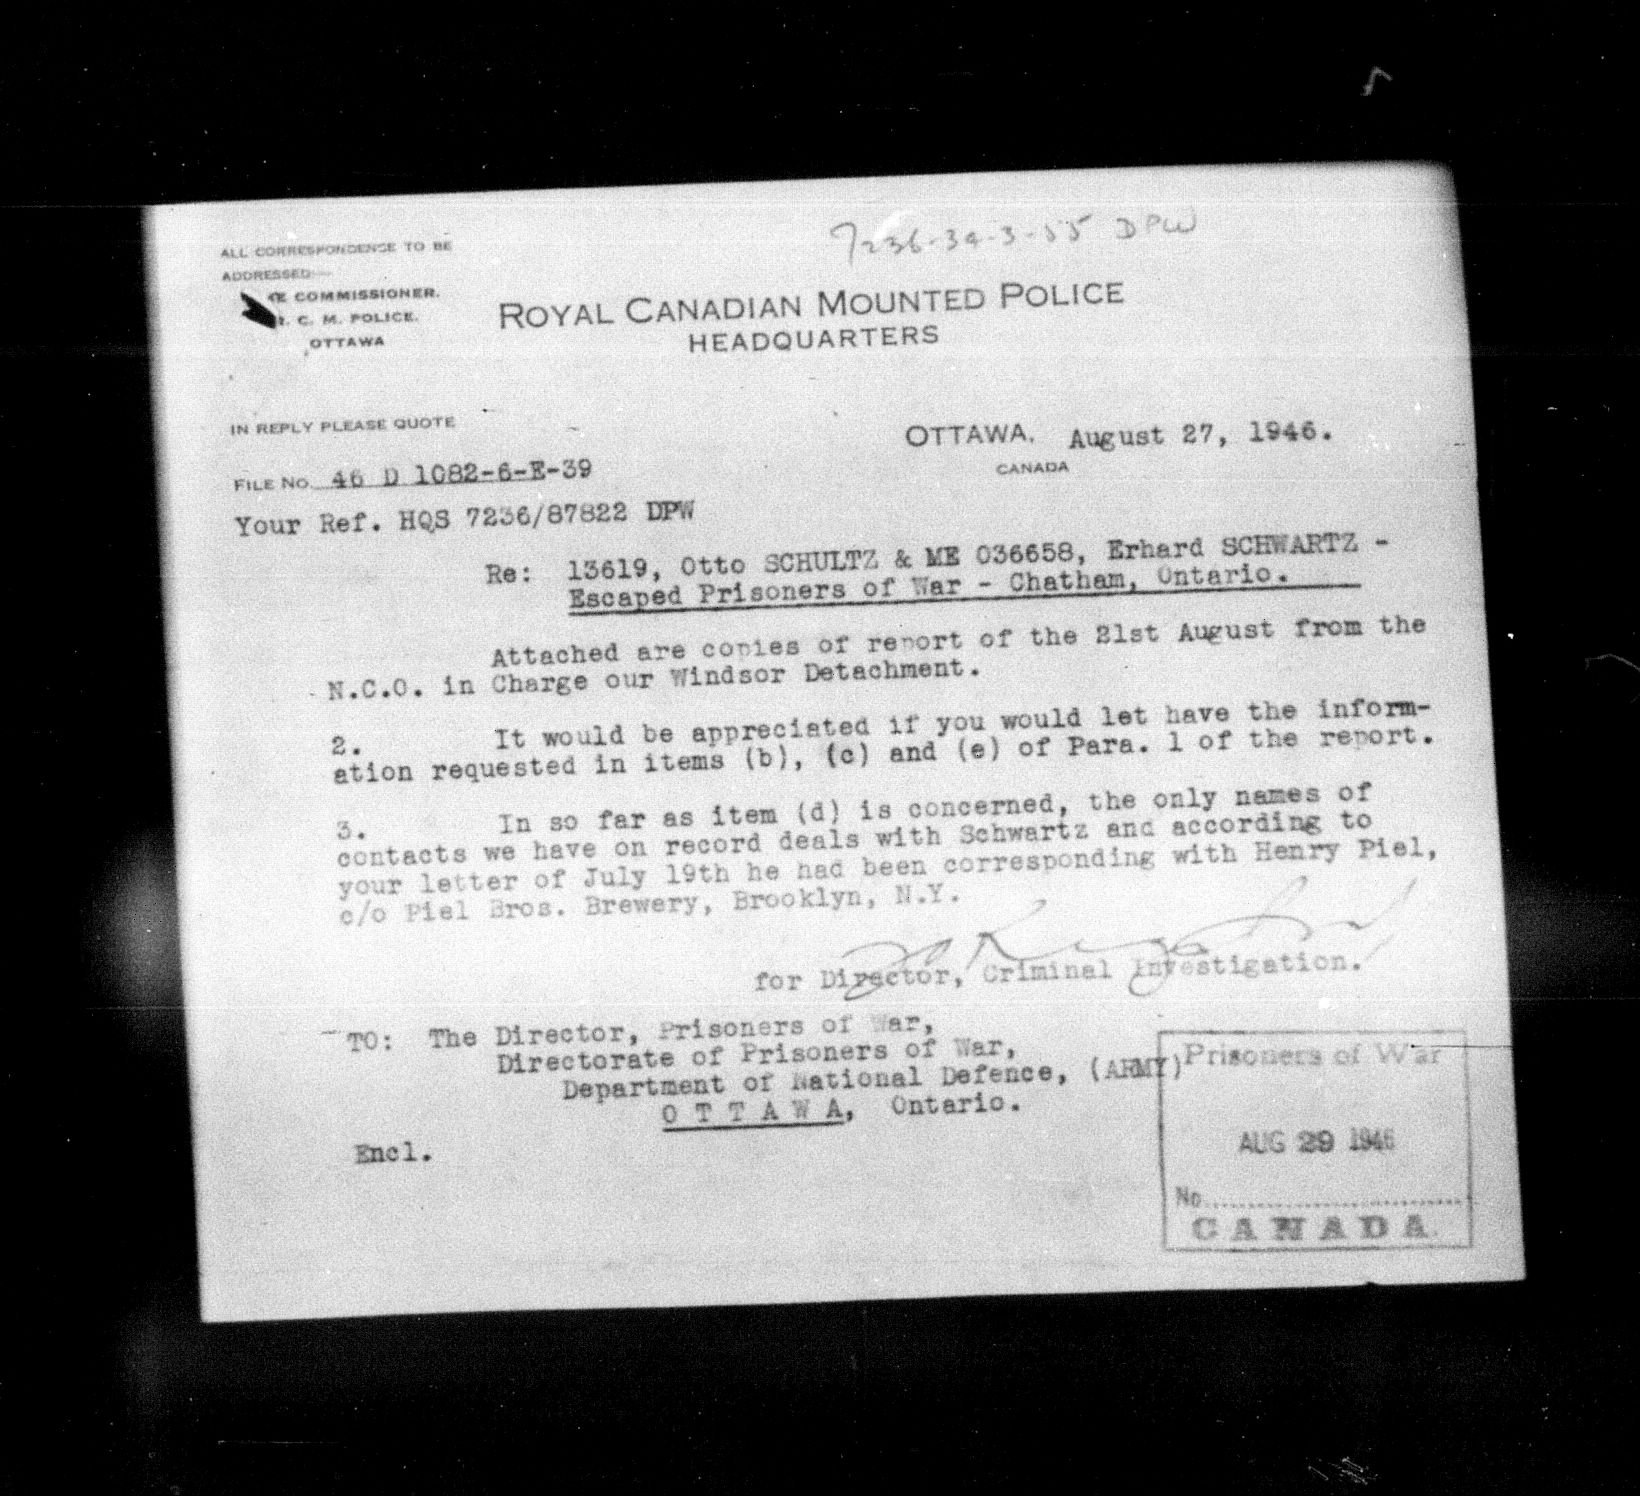 7236-34-3-55 DPW
ALL CORRESPONDENCE TO BE
ADDRESSED—
COMMISSIONER.
C. M. POLICE.
OTTAWA
ROYAL CANADIAN MOUNTED POLICE
HEADQUARTERS
IN REPLY PLEASE QUOTE
OTTAWA, August 27, 1946.
CANADA
FILE NO. 46 D 1082-6-E-39
Your Ref. HQS 7236/87822 DPW
Re: 13619, Otto SCHULTZ & ME 036658, Erhard SCHWARTZ -
Escaped Prisoners of War - Chatham, Ontario.
Attached are copies of report of the 21st August from the
N.C.O. in Charge our Windsor Detachment.
2. It would be appreciated if you would let have the inform-
ation requested in items (b), (c) and (e) of Para. 1 of the report.
3. In so far as item (d) is concerned, the only names of
contacts we have on record deals with Schwartz and according to
your letter of July 19th he had been corresponding with Henry Piel,
c/o Piel Bros. Brewery, Brooklyn, N.Y.
for Director, Criminal Investigation.
TO: The Director, Prisoners of War,
Directorate of Prisoners of War,
Department of National Defence, (ARMY)
O T T A W A, Ontario.
Encl.
Prisoners of War
AUG 29 1946
No.
CANADA.